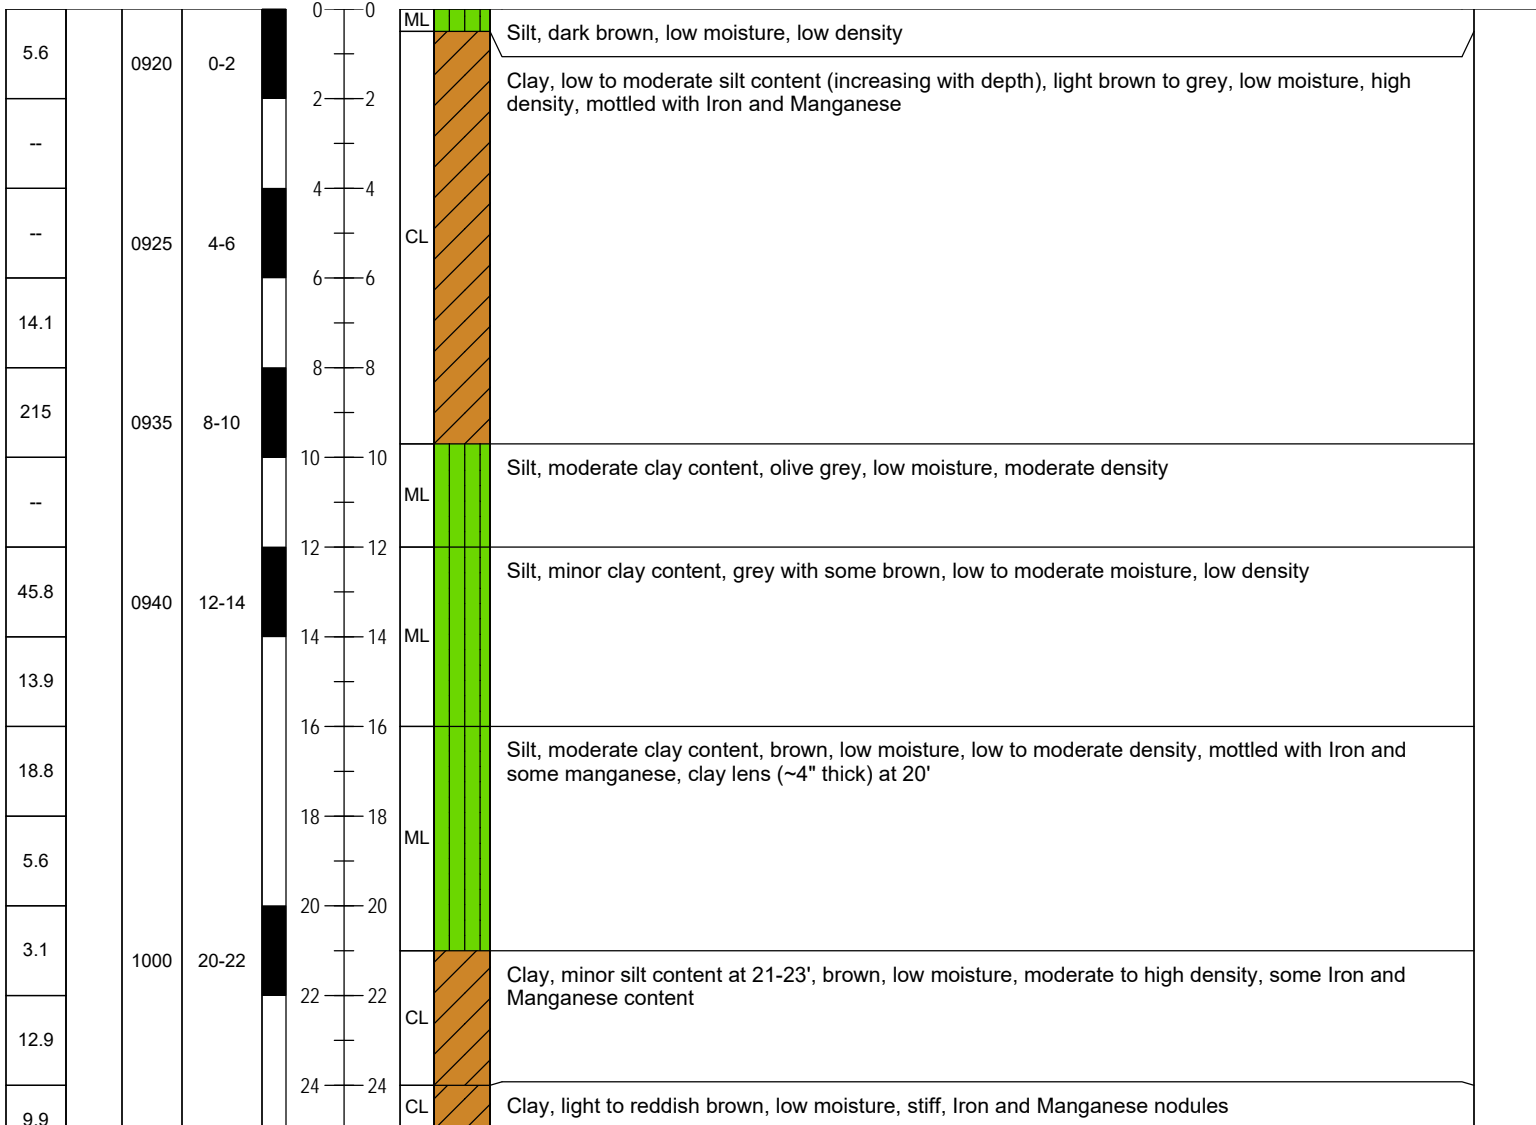 0 0
ML
Silt, dark brown, low moisture, low density
5.6
0920
0-2
Clay, low to moderate silt content (increasing with depth), light brown to grey, low moisture, high
density, mottled with Iron and Manganese
2 2
--
4 4
--
0925
4-6
CL
6 6
14.1
8 8
215
0935
8-10
10 10
Silt, moderate clay content, olive grey, low moisture, moderate density
ML
--
12 12
Silt, minor clay content, grey with some brown, low to moderate moisture, low density
45.8
0940
12-14
14 14
ML
13.9
16 16
Silt, moderate clay content, brown, low moisture, low to moderate density, mottled with Iron and
some manganese, clay lens (~4" thick) at 20'
18.8
18 18
ML
5.6
20 20
3.1
1000
20-22
Clay, minor silt content at 21-23', brown, low moisture, moderate to high density, some Iron and
Manganese content
22 22
CL
12.9
24 24
CL
Clay, light to reddish brown, low moisture, stiff, Iron and Manganese nodules
9.9